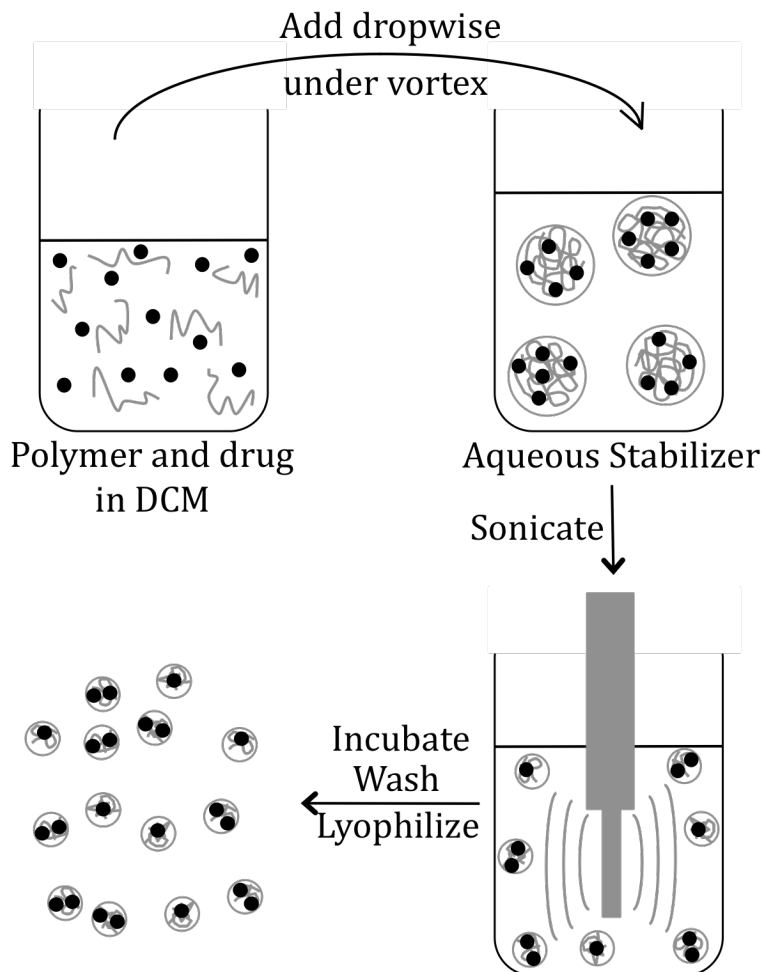 Add dropwise
under vortex
Polymer and drug
in DCM
Aqueous Stabilizer
Sonicate
Incubate
Wash
Lyophilize